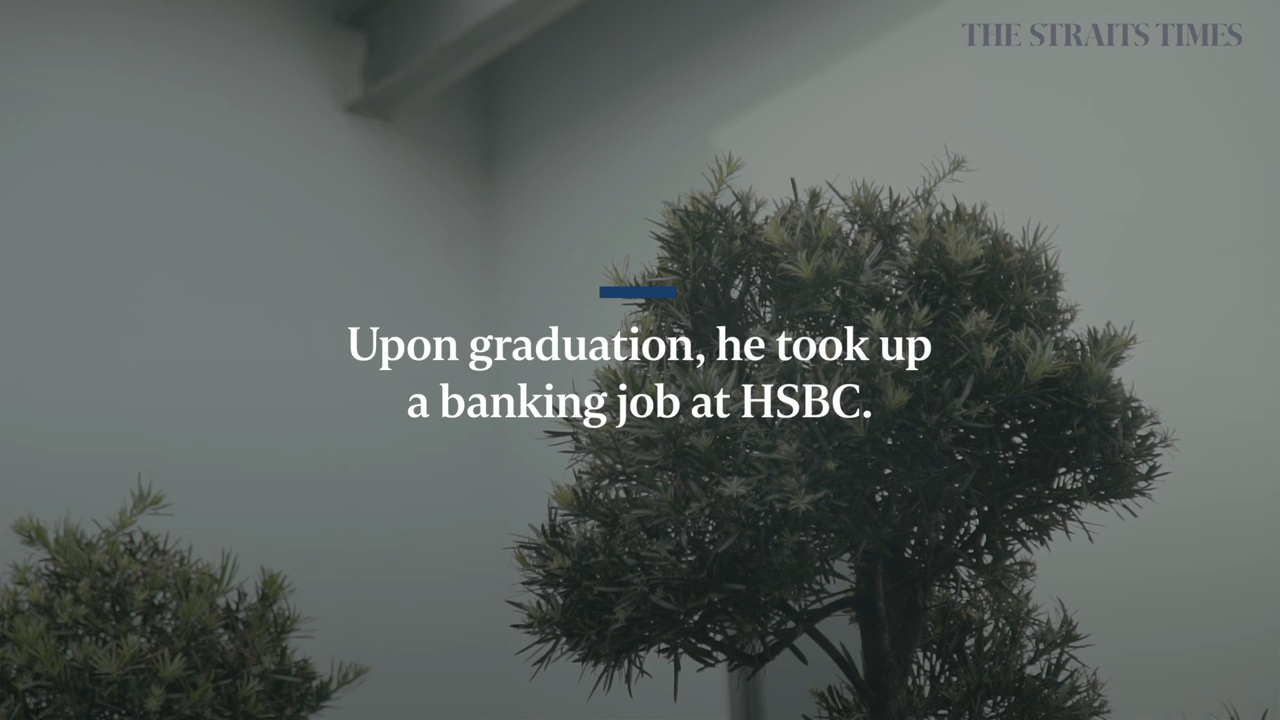 THE STRAITS TIMES
Upon graduation, he took up
a banking job at HSBC.